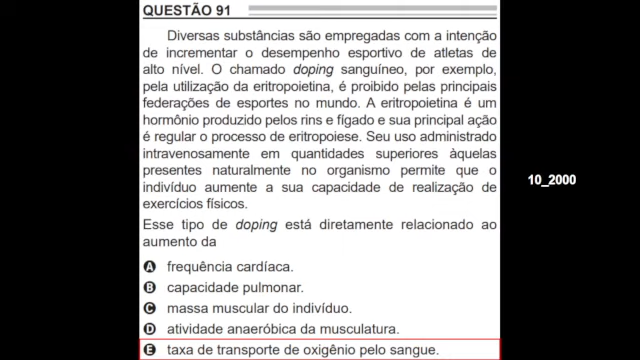 QUESTÃO 91
Diversas substâncias são empregadas com a intenção
de incrementar o desempenho esportivo de atletas de
alto nível. O chamado doping sanguíneo, por exemplo,
pela utilização da eritropoietina, é proibido pelas principais
federações de esportes no mundo. A eritropoietina é um
hormônio produzido pelos rins e fígado e sua principal ação
é regular o processo de eritropoiese. Seu uso administrado
intravenosamente em quantidades superiores àquelas
presentes naturalmente no organismo permite que o
indivíduo aumente a sua capacidade de realização de
exercícios físicos.
Esse tipo de doping está diretamente relacionado ao
aumento da
A frequência cardíaca.
B capacidade pulmonar.
C massa muscular do indivíduo.
D atividade anaeróbica da musculatura.
E taxa de transporte de oxigênio pelo sangue.
10_2000